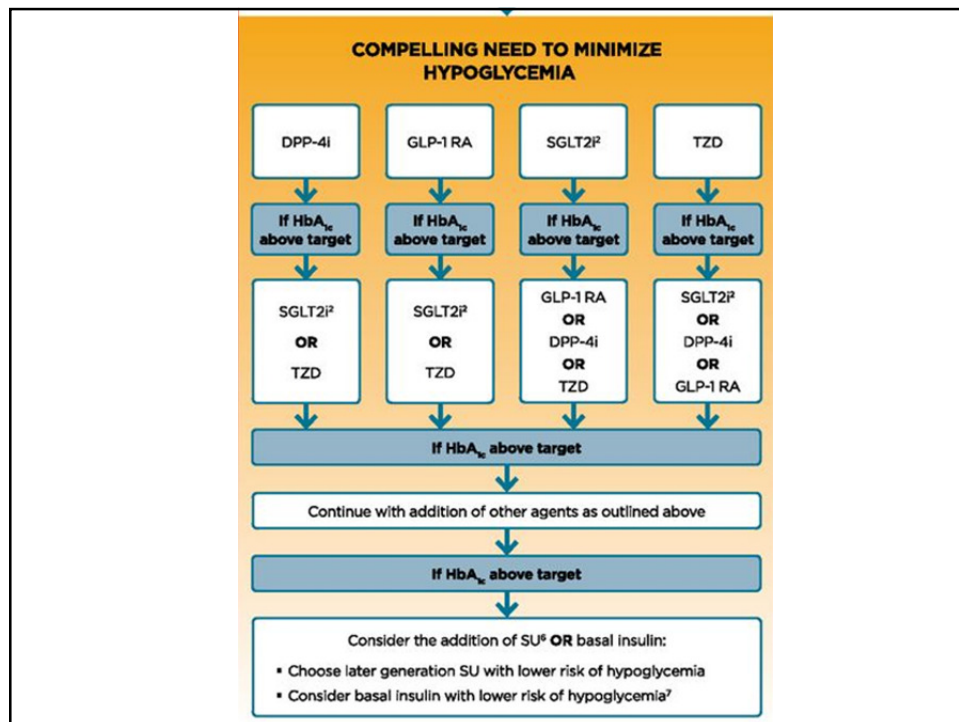 COMPELLING NEED TO MINIMIZE
HYPOGLYCEMIA
DPP-4i
GLP-1 RA
SGLT2i²
TZD
If HbA₁c
above target
If HbA₁c
above target
If HbA₁c
above target
If HbA₁c
above target
SGLT2i²
OR
TZD
SGLT2i²
OR
TZD
GLP-1 RA
OR
DPP-4i
OR
TZD
SGLT2i²
OR
DPP-4i
OR
GLP-1 RA
If HbA₁c above target
Continue with addition of other agents as outlined above
If HbA₁c above target
Consider the addition of SU⁶ OR basal insulin:
▪ Choose later generation SU with lower risk of hypoglycemia
▪ Consider basal insulin with lower risk of hypoglycemia⁷